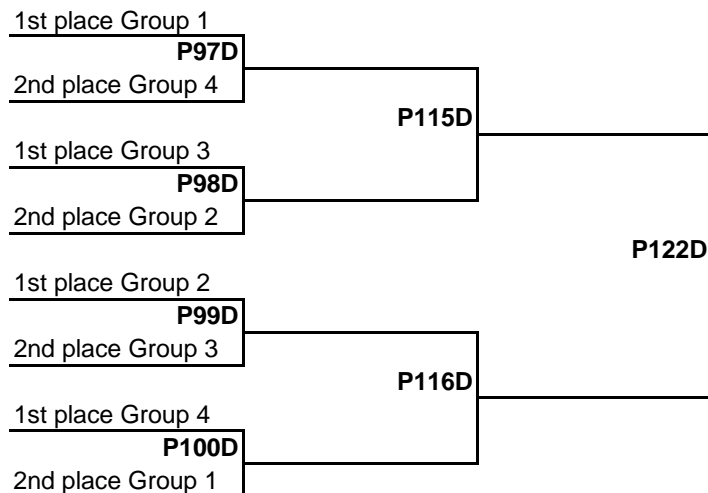 1st place Group 1
P97D
2nd place Group 4
P115D
1st place Group 3
P98D
2nd place Group 2
P122D
1st place Group 2
P99D
2nd place Group 3
P116D
1st place Group 4
P100D
2nd place Group 1